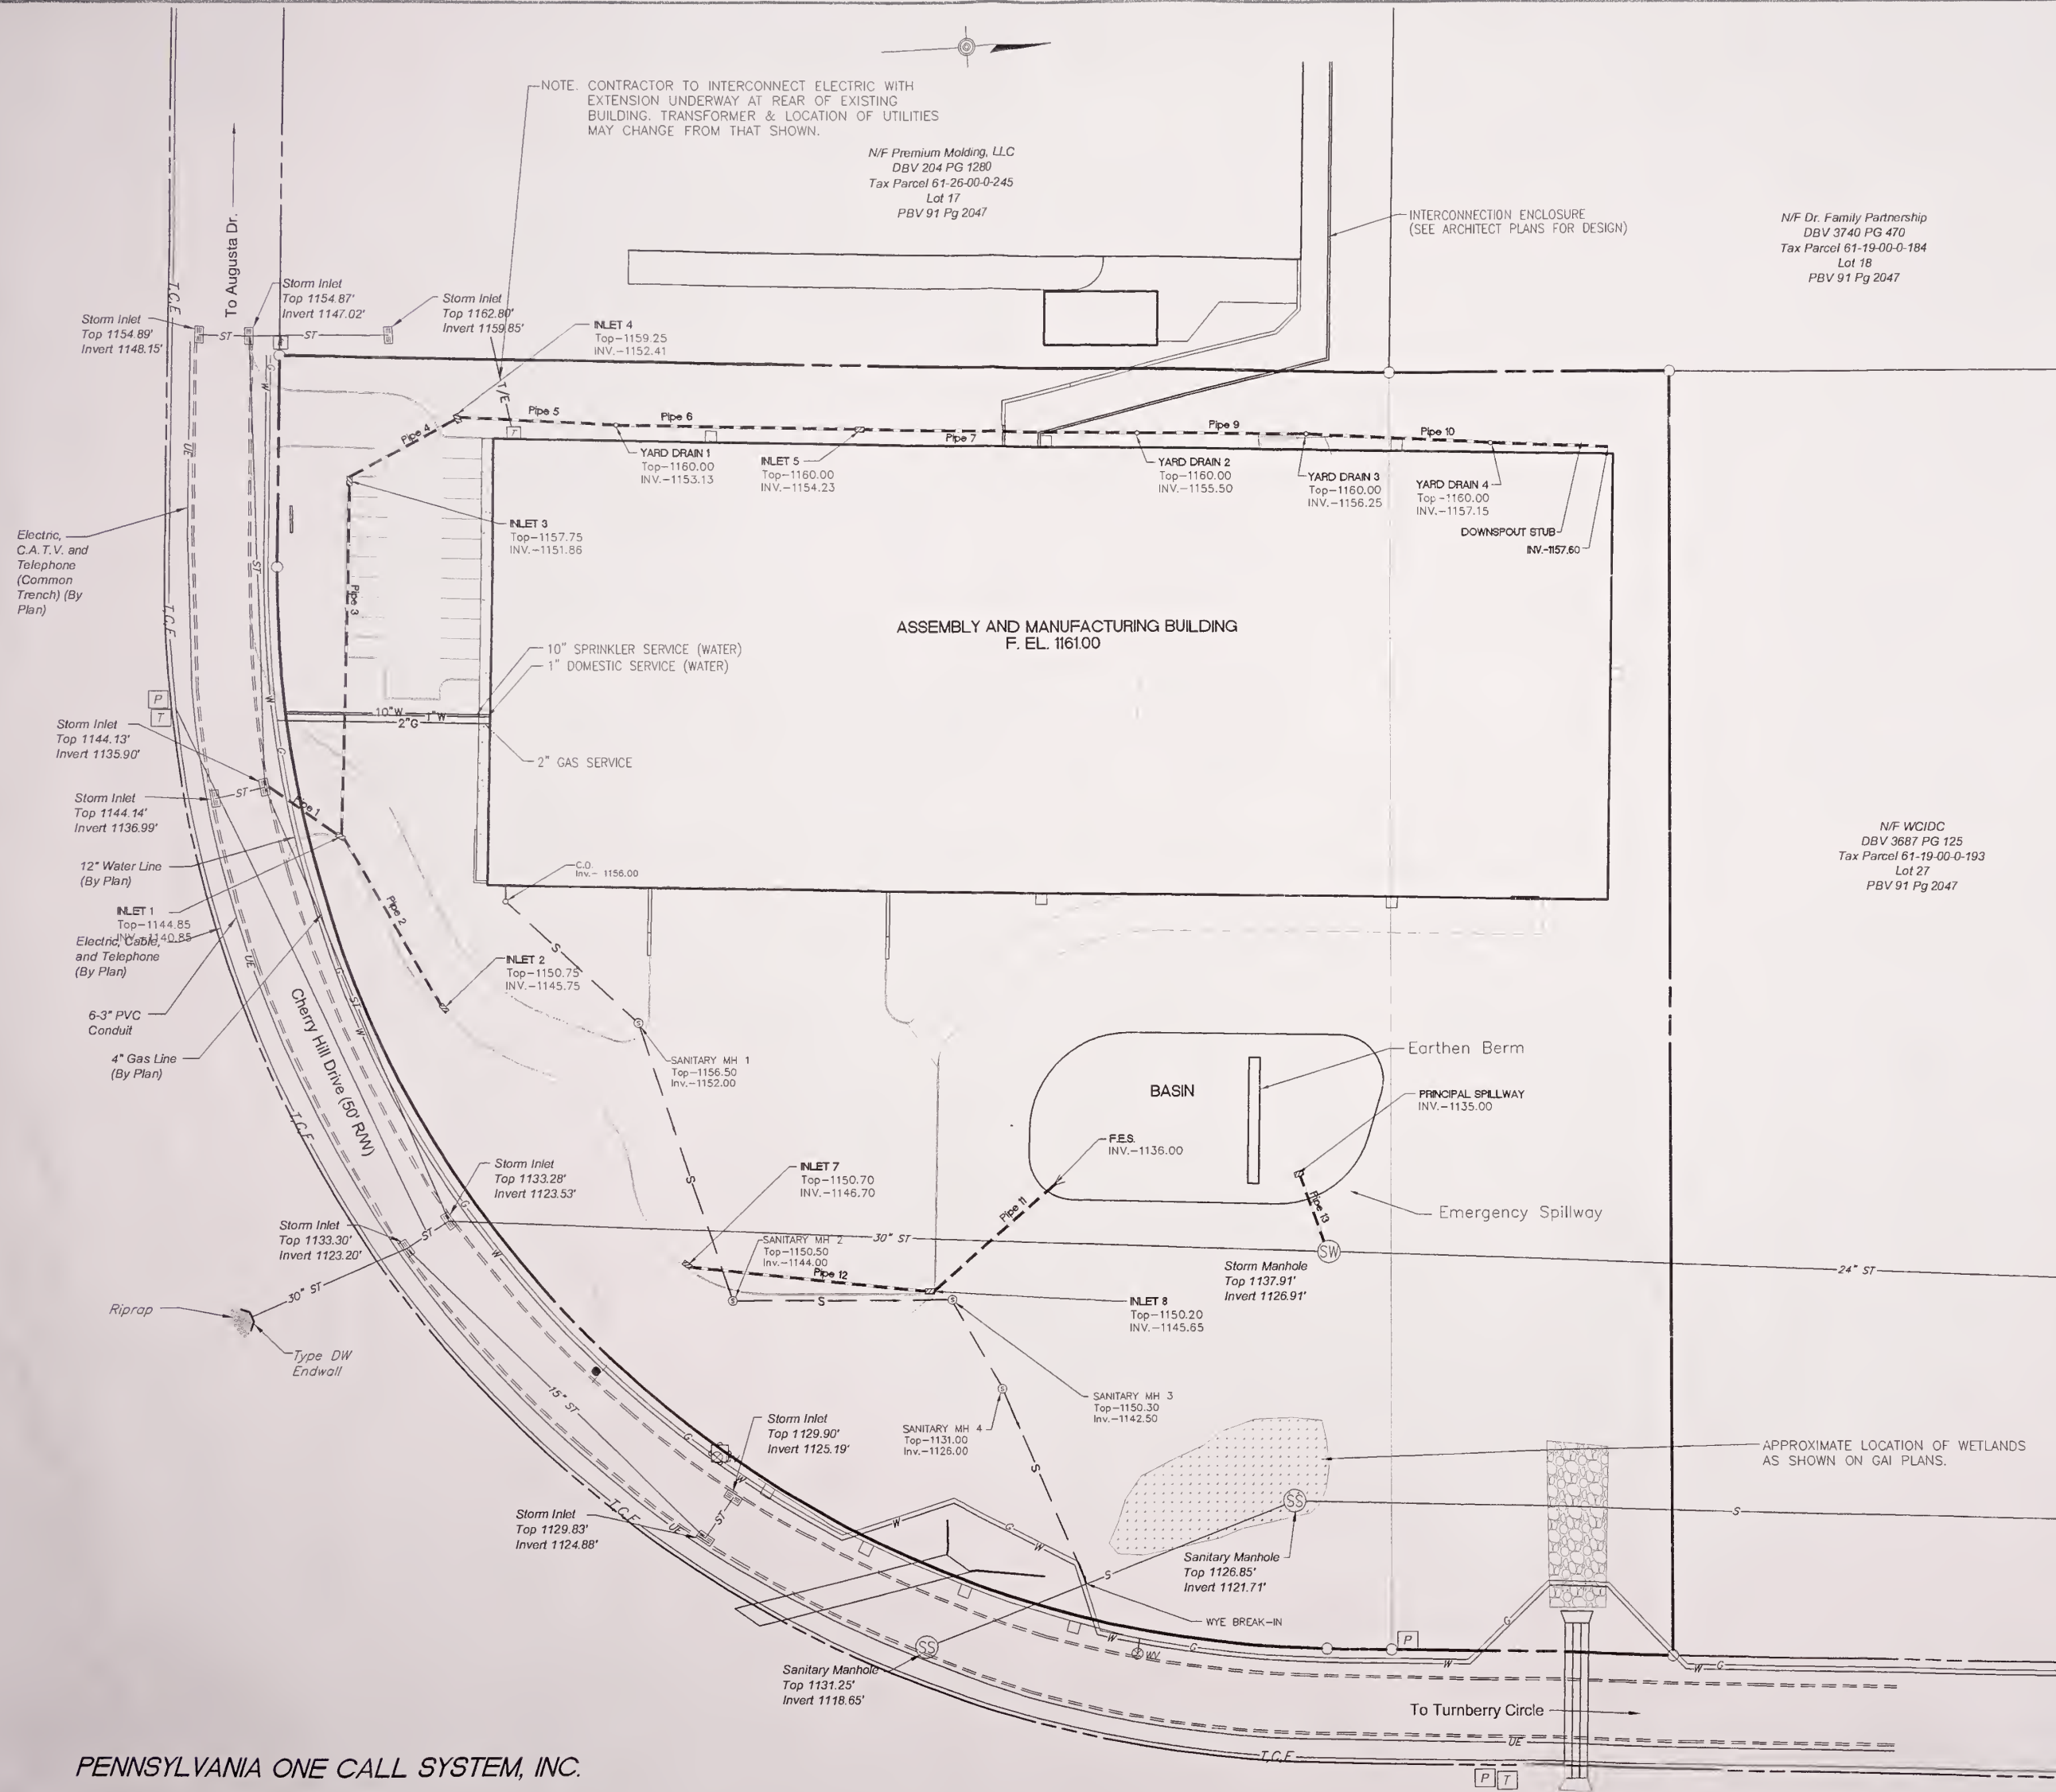 NOTE. CONTRACTOR TO INTERCONNECT ELECTRIC WITH
EXTENSION UNDERWAY AT REAR OF EXISTING
BUILDING. TRANSFORMER & LOCATION OF UTILITIES
MAY CHANGE FROM THAT SHOWN.
N/F Premium Molding, LLC
DBV 204 PG 1280
Tax Parcel 61-26-00-0-245
Lot 17
PBV 91 Pg 2047
INTERCONNECTION ENCLOSURE
(SEE ARCHITECT PLANS FOR DESIGN)
N/F Dr. Family Partnership
DBV 3740 PG 470
Tax Parcel 61-19-00-0-184
Lot 18
PBV 91 Pg 2047
To Augusta Dr.
T.C.E
Storm Inlet
Top 1154.87'
Invert 1147.02'
Storm Inlet
Top 1162.80'
Invert 1159.85'
Storm Inlet
Top 1154.89'
Invert 1148.15'
ST
ST
INLET 4
Top-1159.25
INV.-1152.41
T/E
G
W
Pipe 4
Pipe 5
Pipe 6
Pipe 7
Pipe 9
Pipe 10
T
YARD DRAIN 1
Top-1160.00
INV.-1153.13
INLET 5
Top-1160.00
INV.-1154.23
YARD DRAIN 2
Top-1160.00
INV.-1155.50
YARD DRAIN 3
Top-1160.00
INV.-1156.25
YARD DRAIN 4
Top-1160.00
INV.-1157.15
DOWNSPOUT STUB
INV.-1157.60
UE
INLET 3
Top-1157.75
INV.-1151.86
Electric,
C.A.T.V. and
Telephone
(Common
Trench) (By
Plan)
ST
T.C.E
Pipe 3
ASSEMBLY AND MANUFACTURING BUILDING
F. EL. 1161.00
10" SPRINKLER SERVICE (WATER)
1" DOMESTIC SERVICE (WATER)
P
T
W
10"W
1"W
2"G
G
2" GAS SERVICE
Storm Inlet
Top 1144.13'
Invert 1135.90'
ST
Pipe 1
Storm Inlet
Top 1144.14'
Invert 1136.99'
12" Water Line
(By Plan)
C.O.
Inv.- 1156.00
N/F WCIDC
DBV 3687 PG 125
Tax Parcel 61-19-00-0-193
Lot 27
PBV 91 Pg 2047
INLET 1
Top-1144.85
INV.-1140.85
Electric, Cable,
and Telephone
(By Plan)
Pipe 2
UE
S
G
ST
W
INLET 2
Top-1150.75
INV.-1145.75
6-3" PVC
Conduit
4" Gas Line
(By Plan)
Cherry Hill Drive (50' R/W)
S
SANITARY MH 1
Top-1156.50
Inv.-1152.00
BASIN
Earthen Berm
PRINCIPAL SPILLWAY
INV.-1135.00
F.E.S.
INV.-1136.00
T.C.E
S
Storm Inlet
Top 1133.28'
Invert 1123.53'
INLET 7
Top-1150.70
INV.-1146.70
Pipe 11
Pipe 13
Emergency Spillway
G
ST
W
Storm Inlet
Top 1133.30'
Invert 1123.20'
SANITARY MH 2
Top-1150.50
Inv.-1144.00
30" ST
SW
Storm Manhole
Top 1137.91'
Invert 1126.91'
24" ST
Pipe 12
30" ST
S
S
S
INLET 8
Top-1150.20
INV.-1145.65
Riprap
Type DW
Endwall
15" ST
S
SANITARY MH 3
Top-1150.30
Inv.-1142.50
SANITARY MH 4
Top-1131.00
Inv.-1126.00
Storm Inlet
Top 1129.90'
Invert 1125.19'
G
W
S
APPROXIMATE LOCATION OF WETLANDS
AS SHOWN ON GAI PLANS.
SS
S
T.C.E
Storm Inlet
Top 1129.83'
Invert 1124.88'
UE
ST
W
G
W
Sanitary Manhole
Top 1126.85'
Invert 1121.71'
S
WYE BREAK-IN
SS
W
WV
G
P
W
G
W
G
Sanitary Manhole
Top 1131.25'
Invert 1118.65'
To Turnberry Circle
UE
T.C.E
P
T
PENNSYLVANIA ONE CALL SYSTEM, INC.